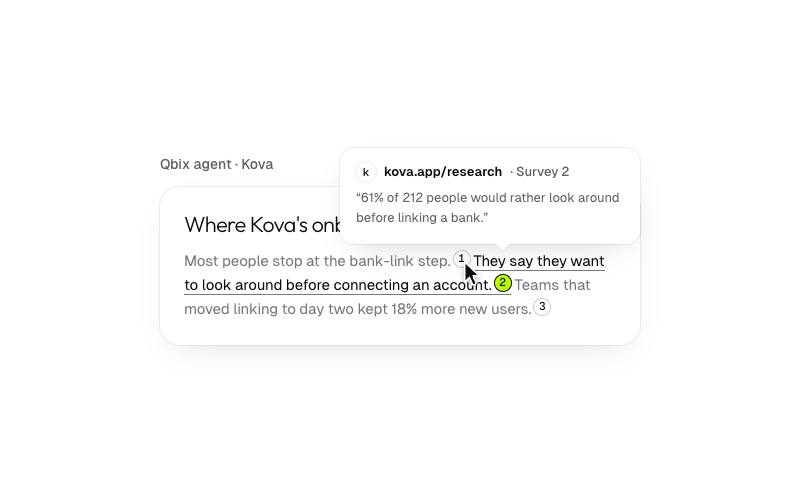 Qbix agent · Kova
k kova.app/research · Survey 2
“61% of 212 people would rather look around
before linking a bank.”
Where Kova's
Most people stop at the bank-link step. 1 They say they want
to look around before connecting an account. 2 Teams that
moved linking to day two kept 18% more new users. 3